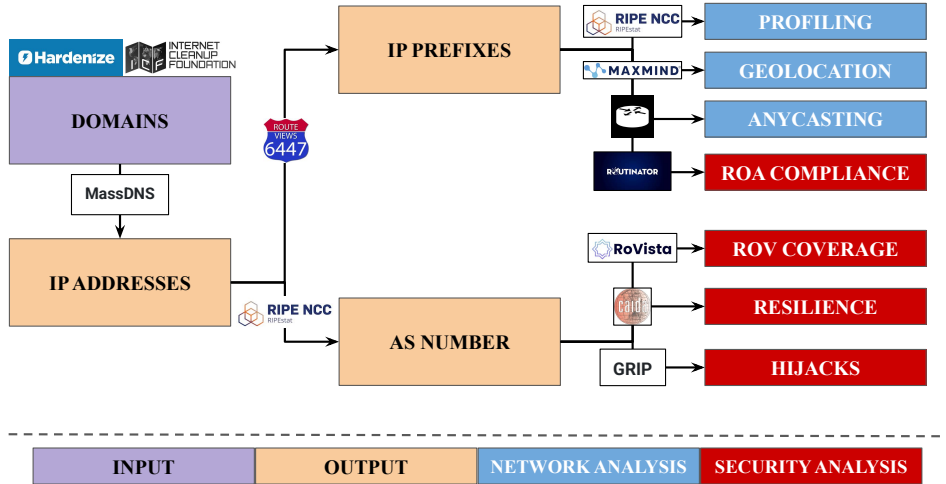 Hardenize
ICF
INTERNET
CLEANUP
FOUNDATION
DOMAINS
MassDNS
IP ADDRESSES
ROUTE
VIEWS
6447
RIPE NCC
RIPEstat
IP PREFIXES
AS NUMBER
RIPE NCC
RIPEstat
PROFILING
MAXMIND
GEOLOCATION
ANYCASTING
ROUTINATOR
ROA COMPLIANCE
RoVista
ROV COVERAGE
caida
RESILIENCE
GRIP
HIJACKS
INPUT
OUTPUT
NETWORK ANALYSIS
SECURITY ANALYSIS